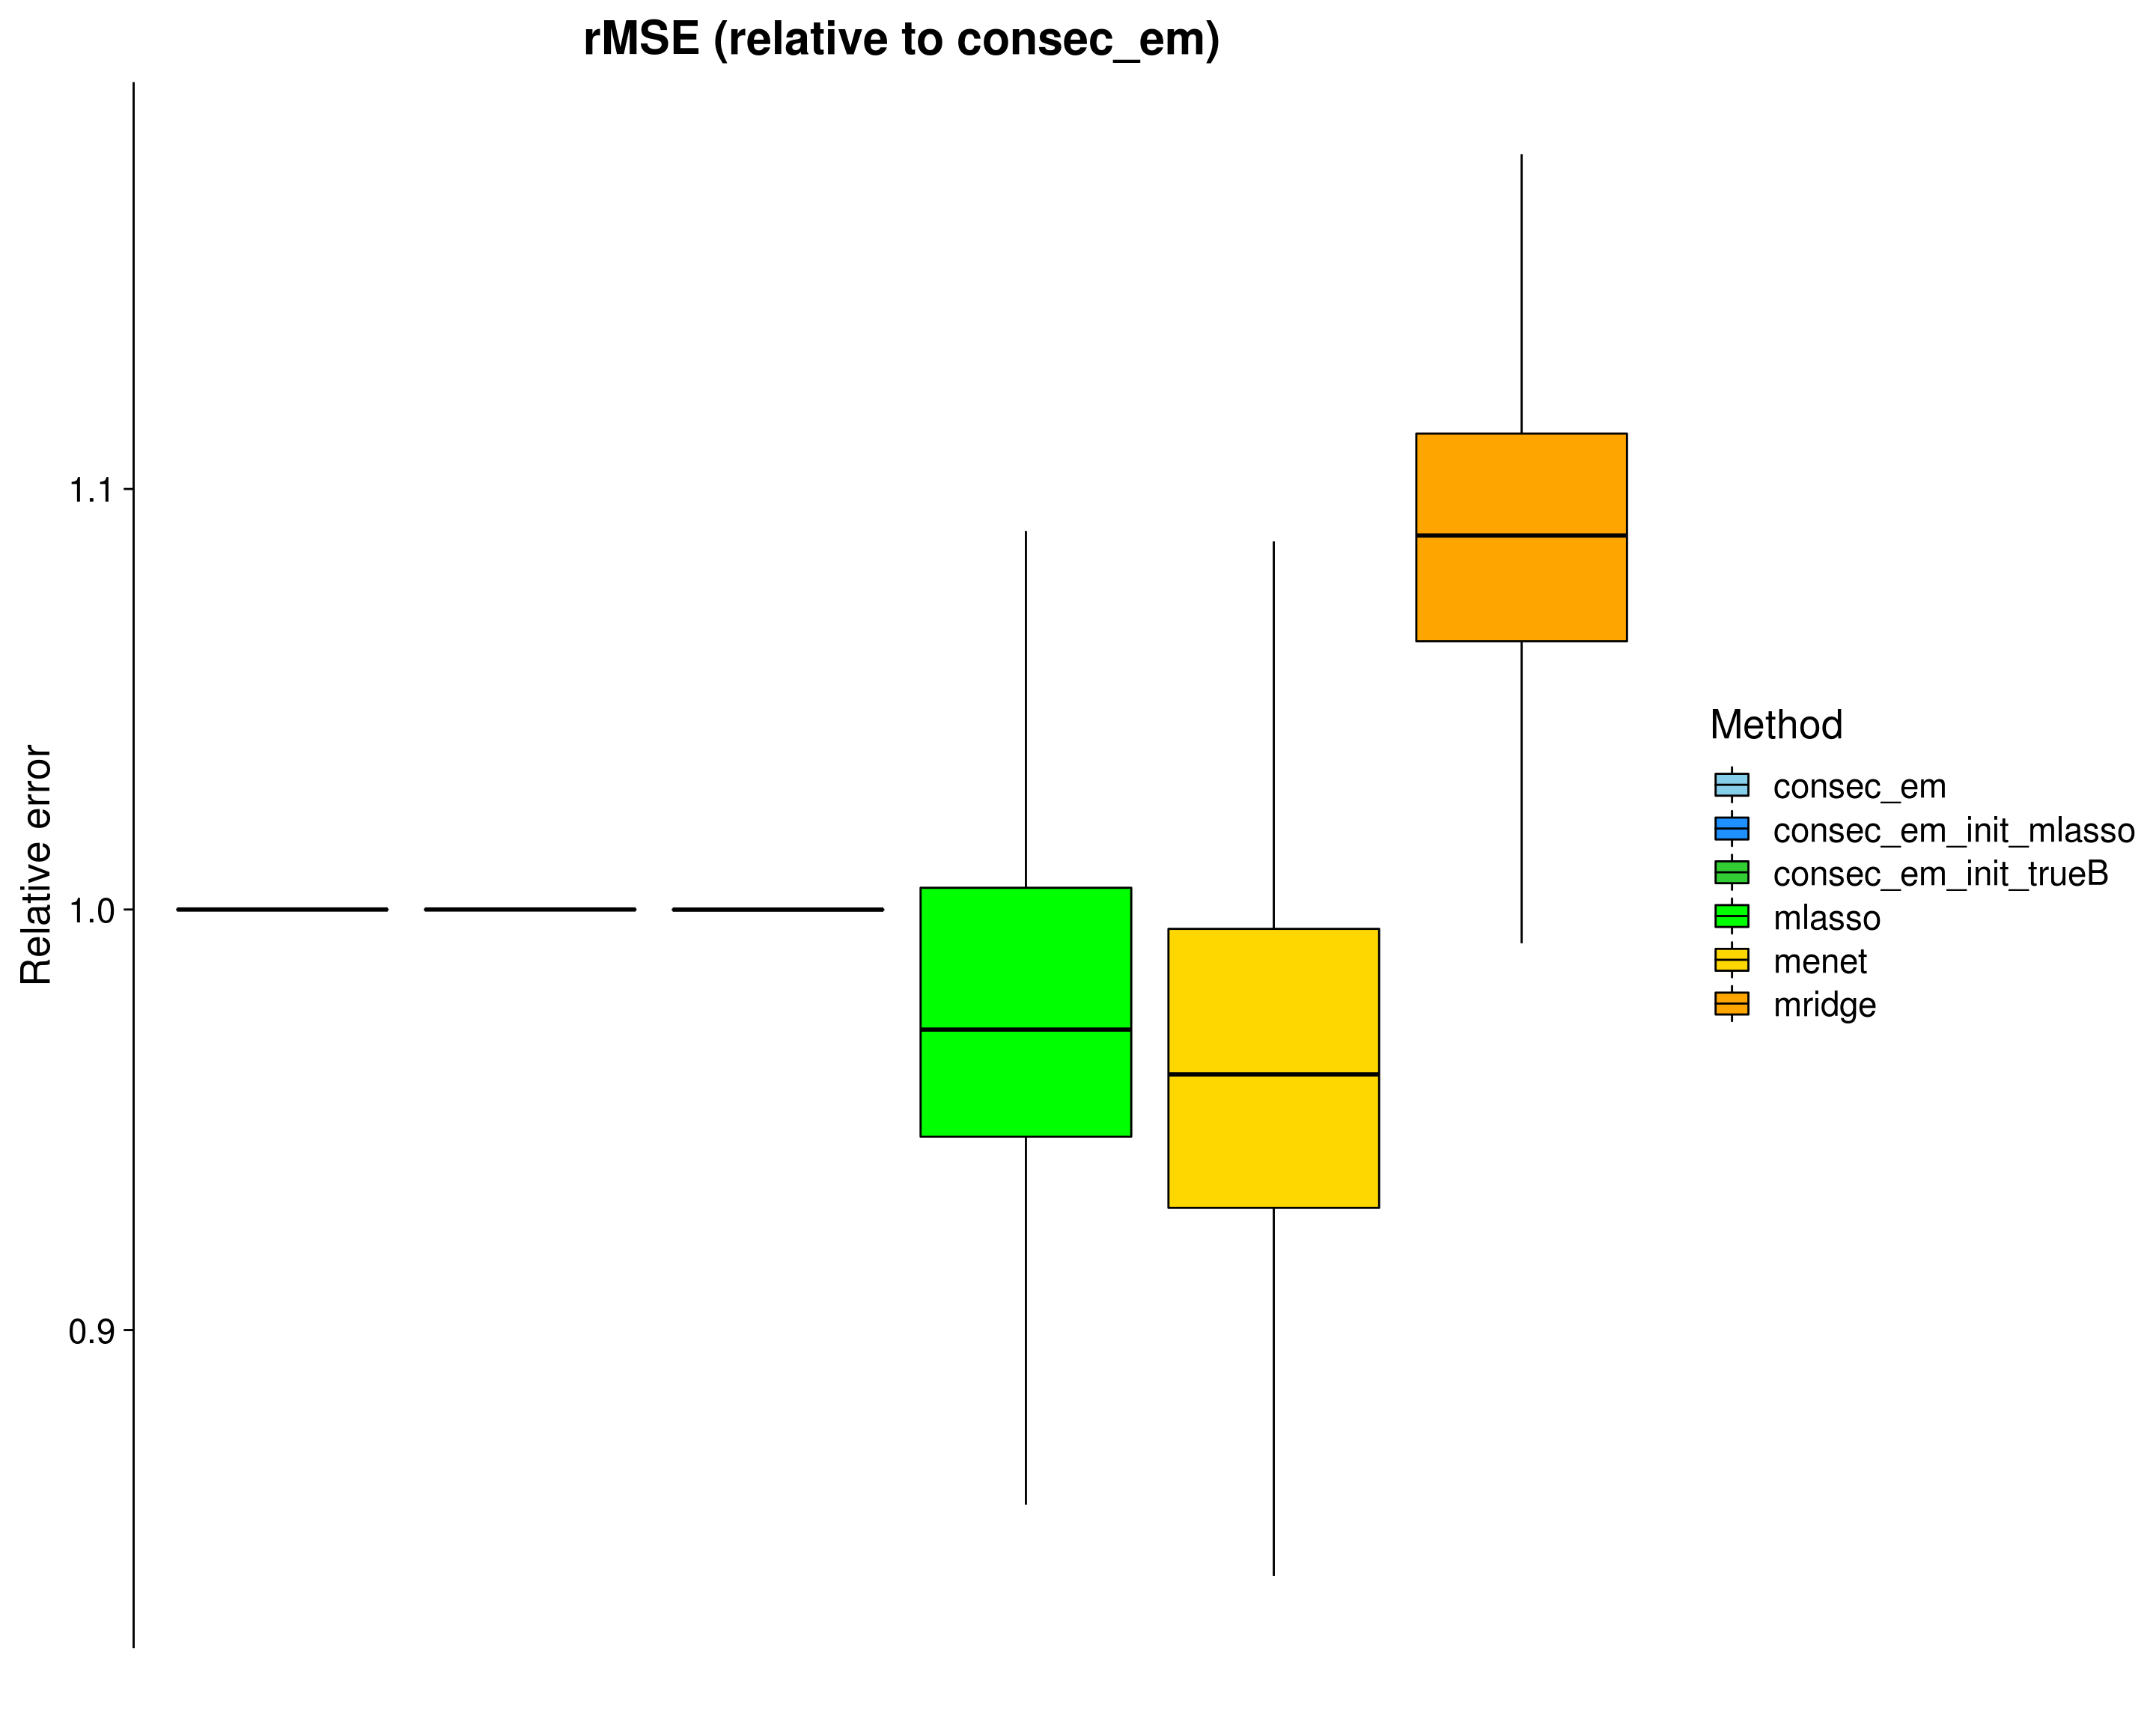 rMSE (relative to consec_em)
Relative error
1.1
1.0
0.9
Method
consec_em
consec_em_init_mlasso
consec_em_init_trueB
mlasso
menet
mridge